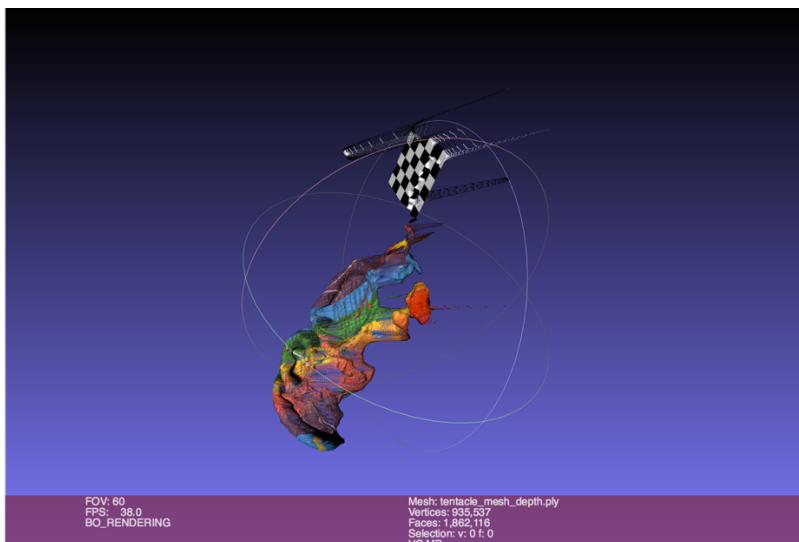 FOV: 60
FPS: 38.0
BO_RENDERING
Mesh: tentacle_mesh_depth.ply
Vertices: 935,537
Faces: 1,862,116
Selection: v: 0 f: 0